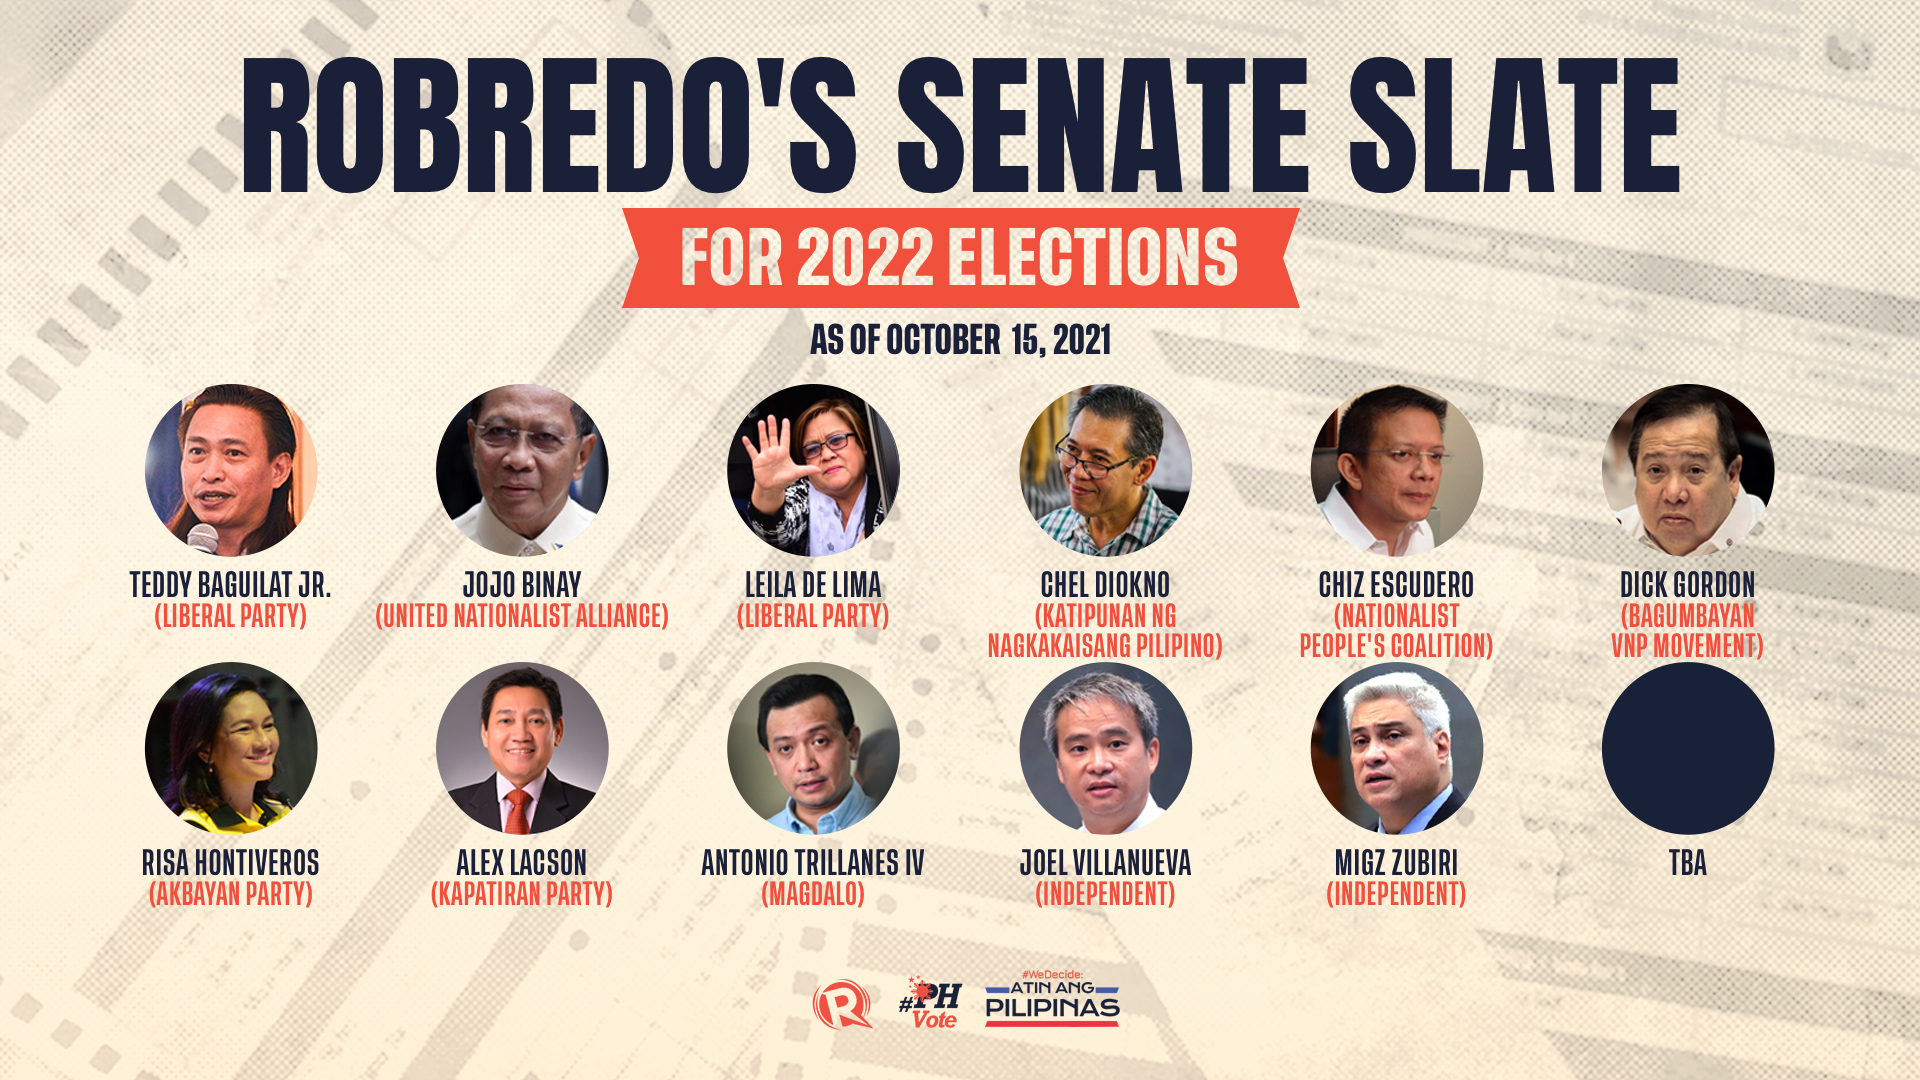 ROBREDO'S SENATE SLATE
FOR 2022 ELECTIONS
AS OF OCTOBER 15, 2021
TEDDY BAGUILAT JR.
(LIBERAL PARTY)
JOJO BINAY
(UNITED NATIONALIST ALLIANCE)
LEILA DE LIMA
(LIBERAL PARTY)
CHEL DIOKNO
(KATIPUNAN NG
NAGKAKAISANG PILIPINO)
CHIZ ESCUDERO
(NATIONALIST
PEOPLE'S COALITION)
DICK GORDON
(BAGUMBAYAN
VNP MOVEMENT)
RISA HONTIVEROS
(AKBAYAN PARTY)
ALEX LACSON
(KAPATIRAN PARTY)
ANTONIO TRILLANES IV
(MAGDALO)
JOEL VILLANUEVA
(INDEPENDENT)
MIGZ ZUBIRI
(INDEPENDENT)
TBA
R
#PH
Vote
#WeDecide:
ATIN ANG
PILIPINAS